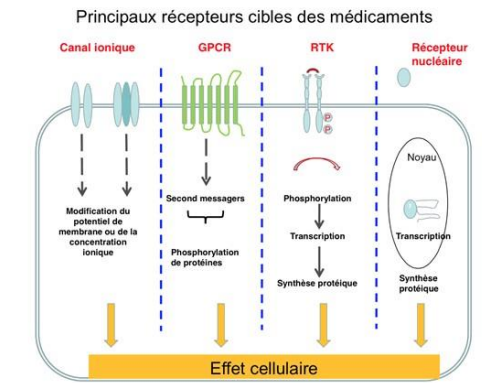 Principaux récepteurs cibles des médicaments
Canal ionique
GPCR
RTK
Récepteur
nucléaire
P
P
Noyau
Modification du
potentiel de
membrane ou de la
concentration
ionique
Second messagers
Phosphorylation
de protéines
Phosphorylation
Transcription
Synthèse protéique
Transcription
Synthèse
protéique
Effet cellulaire